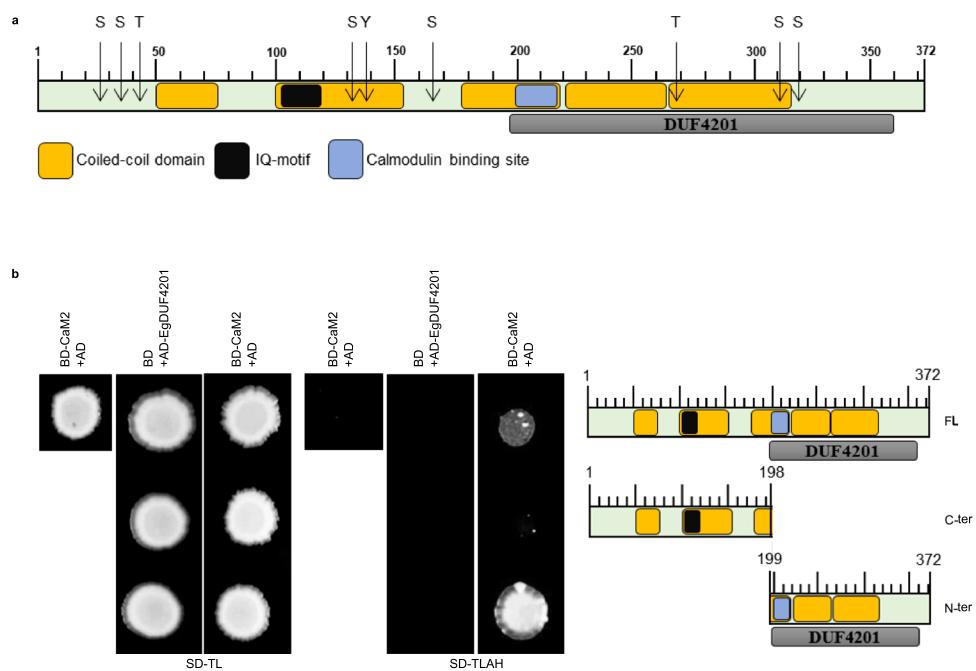 a
S S T S Y S T S S
1 50 100 150 200 250 300 350 372
DUF4201
Coiled-coil domain IQ-motif Calmodulin binding site
b
BD-CaM2
+AD
BD
+AD-EgDUF4201
BD-CaM2
+AD
BD-CaM2
+AD
BD
+AD-EgDUF4201
BD-CaM2
+AD
1 372
FL
DUF4201
1 198
C-ter
199 372
N-ter
DUF4201
SD-TL SD-TLAH